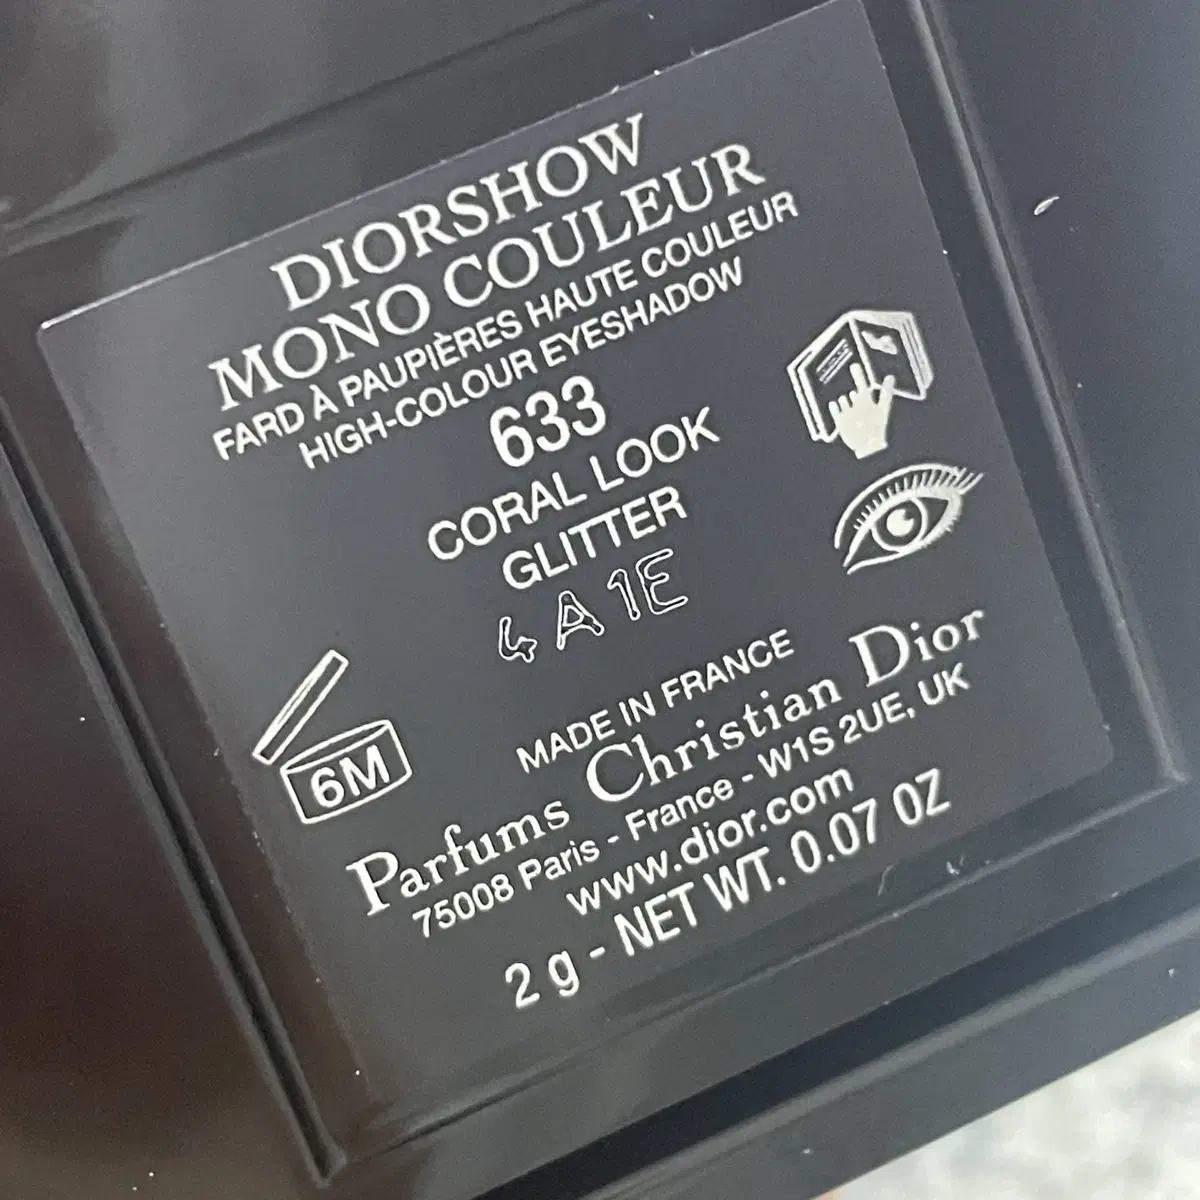 DIORSHOW
MONO COULEUR
FARD À PAUPIÈRES HAUTE COULEUR
HIGH-COLOUR EYESHADOW
633
CORAL LOOK
GLITTER
4A1E
6M
MADE IN FRANCE
Parfums Christian Dior
75008 Paris - France - W1S 2UE, UK
www.dior.com
2 g - NET WT. 0.07 OZ